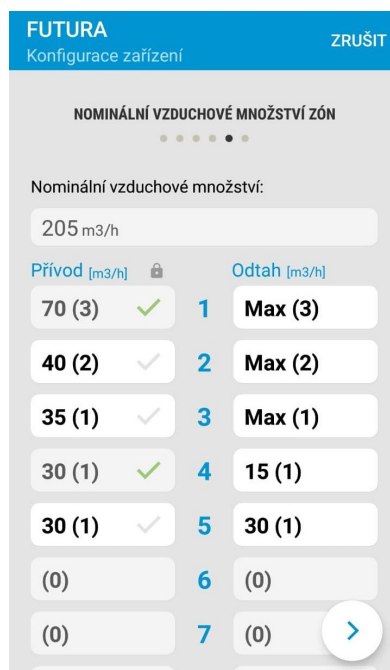 FUTURA
Konfigurace zařízení
ZRUŠIT
NOMINÁLNÍ VZDUCHOVÉ MNOŽSTVÍ ZÓN
Nominální vzduchové množství:
205 m3/h
Přívod [m3/h] Odtah [m3/h]
70 (3) 1 Max (3)
40 (2) 2 Max (2)
35 (1) 3 Max (1)
30 (1) 4 15 (1)
30 (1) 5 30 (1)
(0) 6 (0)
(0) 7 (0)